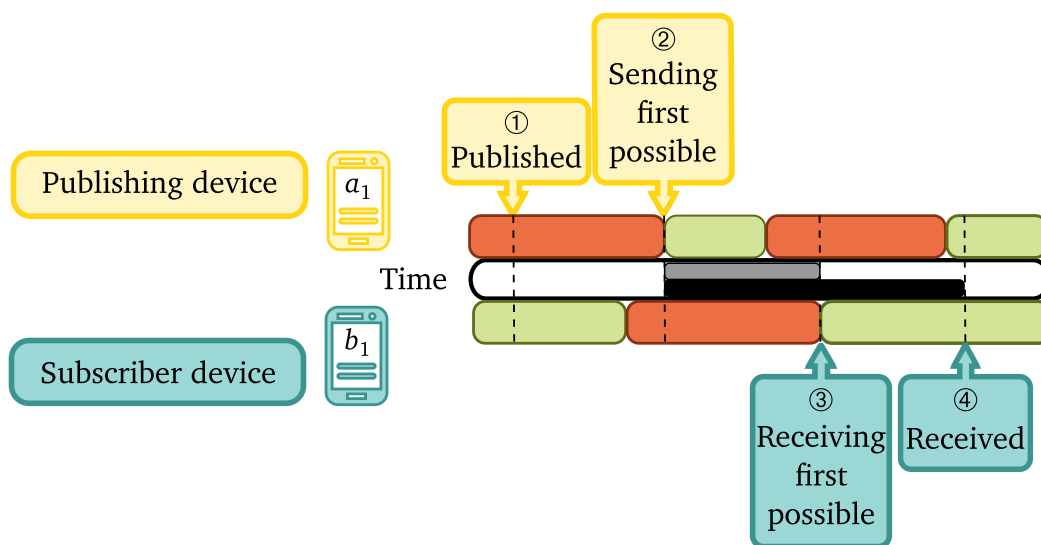 ①
Published
②
Sending
first
possible
Publishing device
a₁
Time
b₁
Subscriber device
③
Receiving
first
possible
④
Received